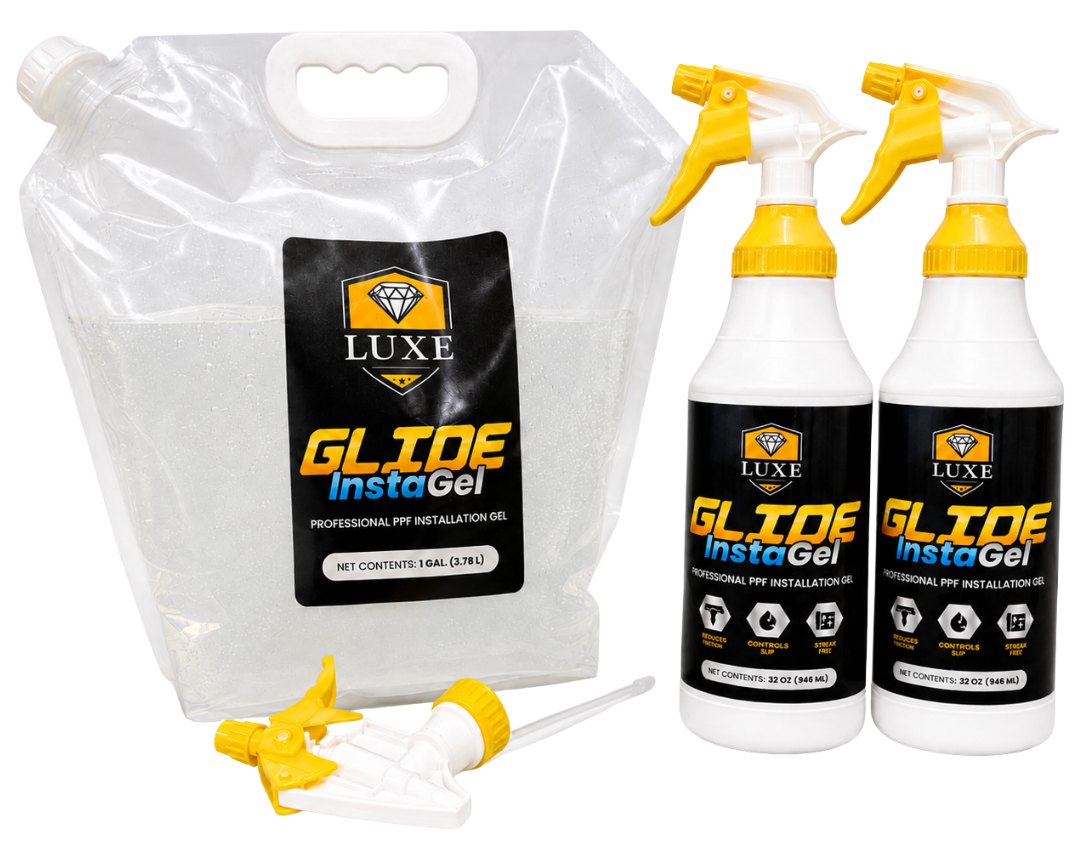 LUXE
GLIDE
InstaGel
PROFESSIONAL PPF INSTALLATION GEL
NET CONTENTS: 1 GAL. (3.78 L)
LUXE
GLIDE
InstaGel
PROFESSIONAL PPF INSTALLATION GEL
REDUCES FRICTION
CONTROLS SLIP
STREAK FREE
NET CONTENTS: 32 OZ (946 ML)
LUXE
GLIDE
InstaGel
PROFESSIONAL PPF INSTALLATION GEL
REDUCES FRICTION
CONTROLS SLIP
STREAK FREE
NET CONTENTS: 32 OZ (946 ML)